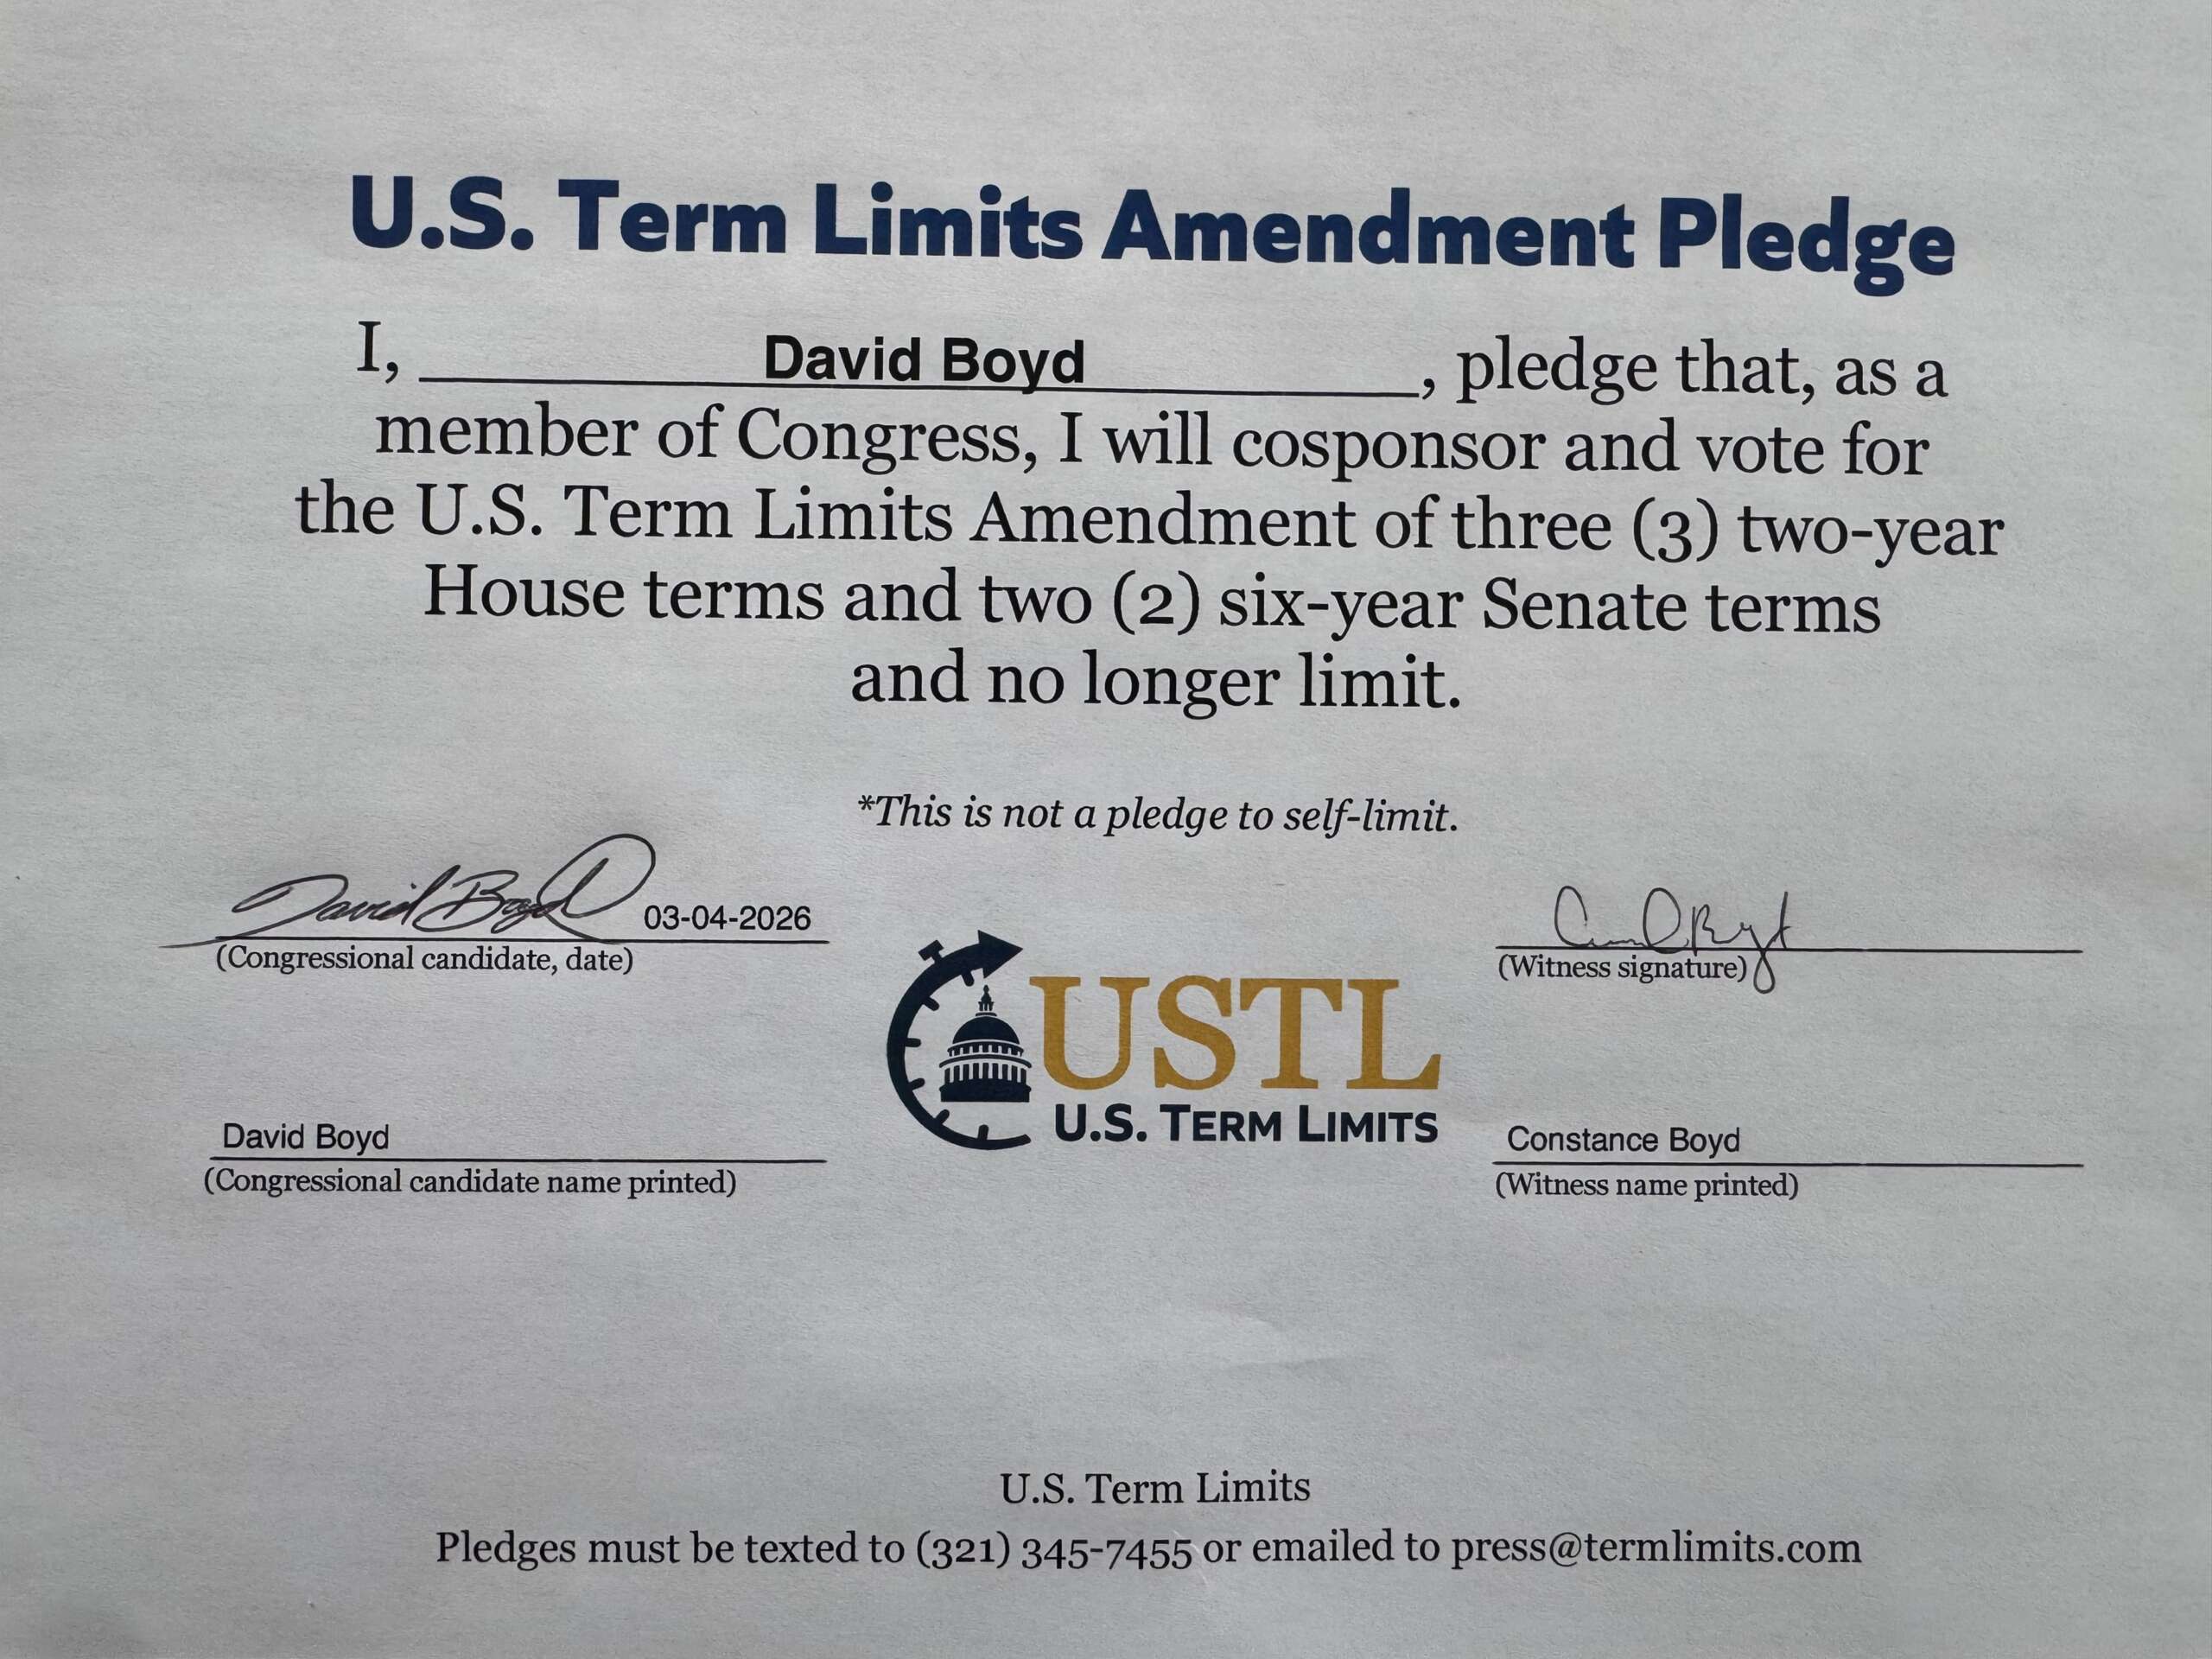 U.S. Term Limits Amendment Pledge
I, David Boyd, pledge that, as a
member of Congress, I will cosponsor and vote for
the U.S. Term Limits Amendment of three (3) two-year
House terms and two (2) six-year Senate terms
and no longer limit.
*This is not a pledge to self-limit.
David Boyd 03-04-2026
(Congressional candidate, date)
(Witness signature)
USTL
U.S. TERM LIMITS
David Boyd
(Congressional candidate name printed)
Constance Boyd
(Witness name printed)
U.S. Term Limits
Pledges must be texted to (321) 345-7455 or emailed to press@termlimits.com